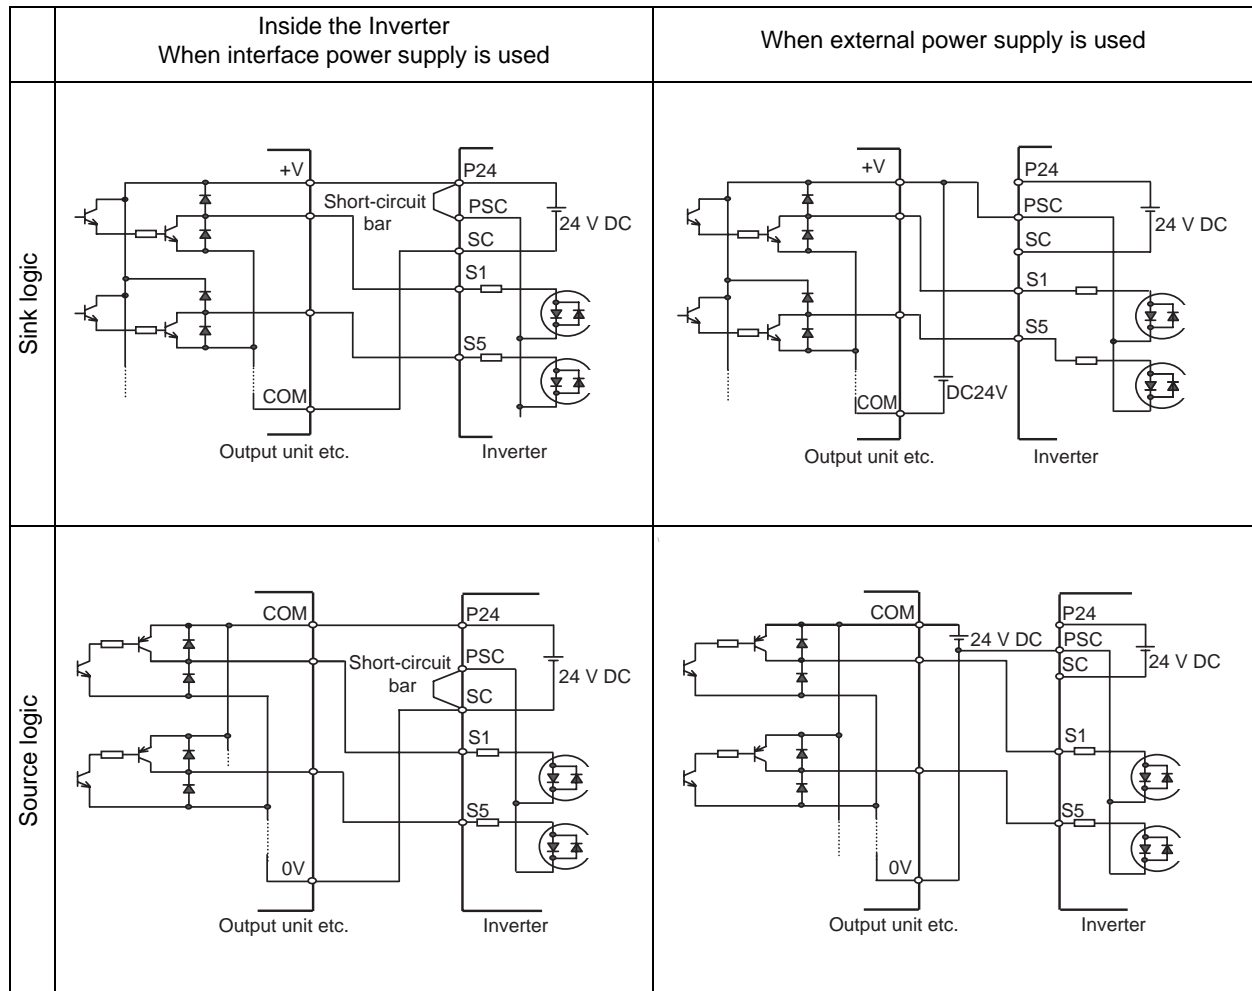 Inside the Inverter
When interface power supply is used
When external power supply is used
Sink logic
+V
Short-circuit
bar
P24
PSC
24 V DC
SC
S1
S5
COM
Output unit etc.
Inverter
+V
P24
PSC
24 V DC
SC
S1
S5
DC24V
COM
Output unit etc.
Inverter
Source logic
COM
P24
Short-circuit
bar
PSC
24 V DC
SC
S1
S5
0V
Output unit etc.
Inverter
COM
24 V DC
P24
PSC
SC
24 V DC
S1
S5
0V
Output unit etc.
Inverter